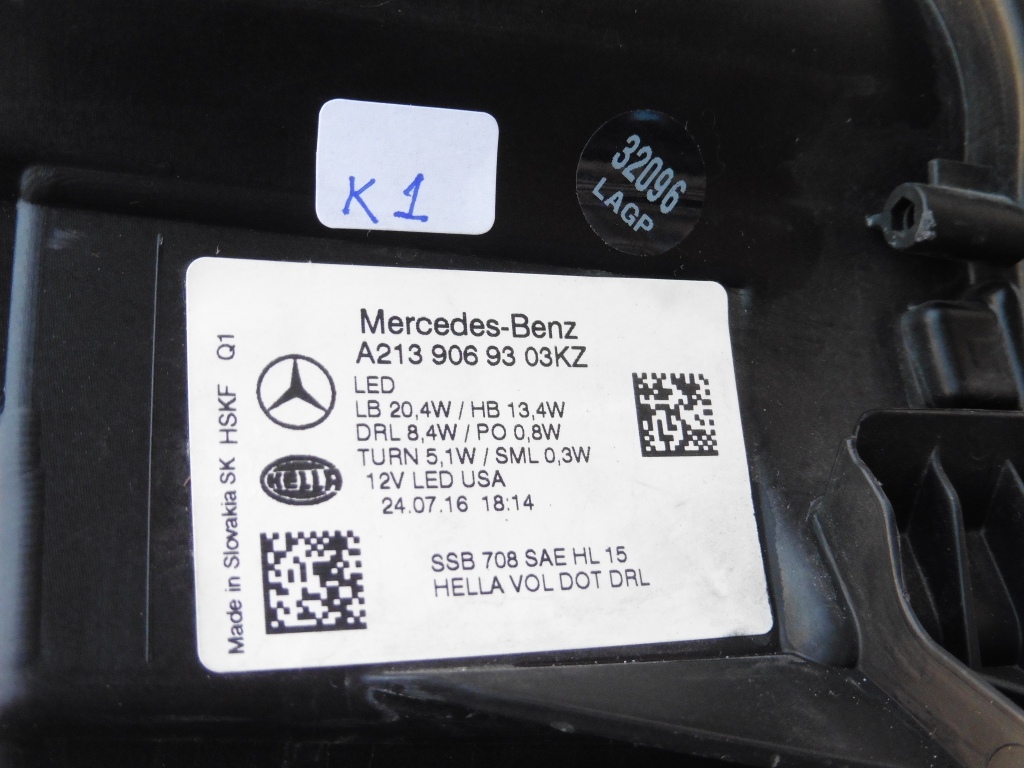 K1
32096
LAGP
Mercedes-Benz
A213 906 93 03KZ
LED
LB 20,4W / HB 13,4W
DRL 8,4W / PO 0,8W
TURN 5,1W / SML 0,3W
12V LED USA
24.07.16 18:14
HELLA
SSB 708 SAE HL 15
HELLA VOL DOT DRL
Made in Slovakia SK HSKF Q1